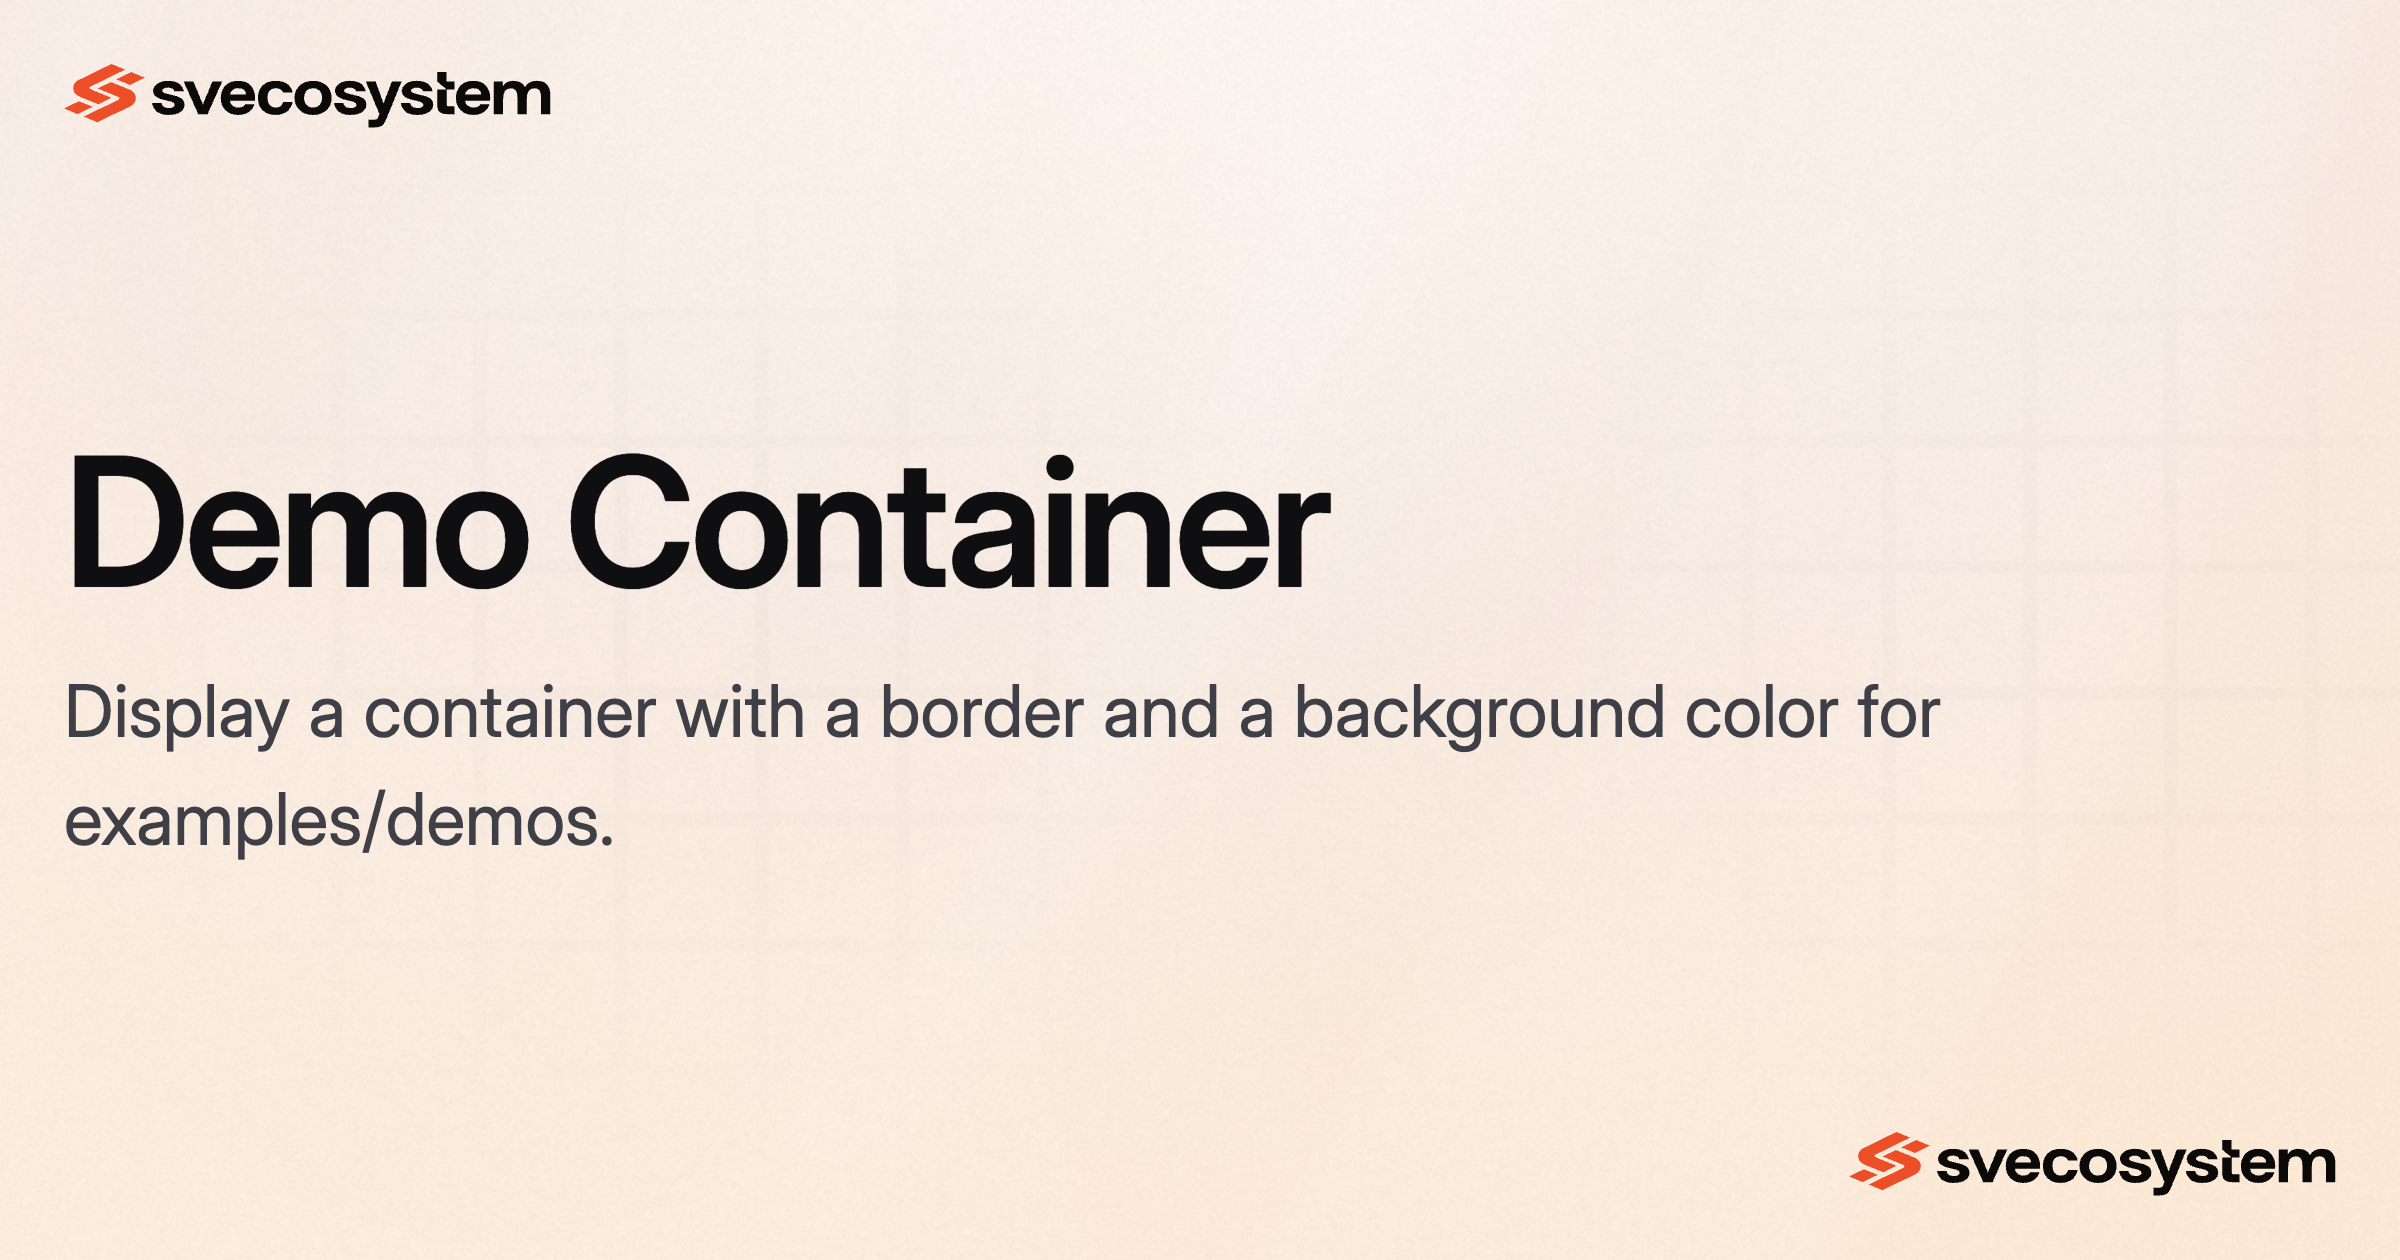 svecosystem
Demo Container
Display a container with a border and a background color for
examples/demos.
svecosystem